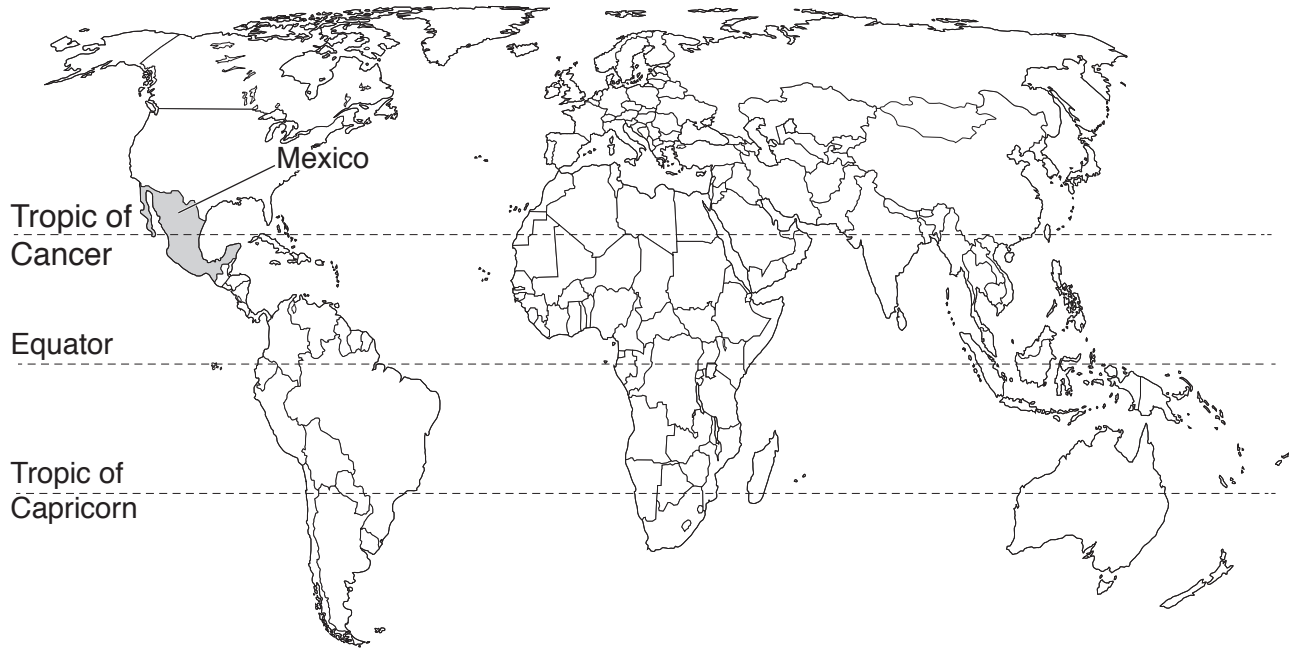 Mexico
Tropic of
Cancer
Equator
Tropic of
Capricorn